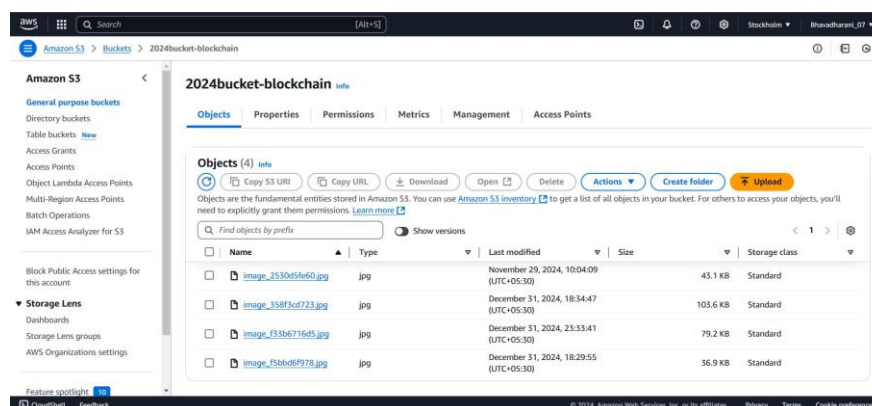 aws Search [Alt+S] Stockholm ▼ Bhavadharani_07
Amazon S3 > Buckets > 2024bucket-blockchain
Amazon S3
General purpose buckets
Directory buckets
Table buckets New
Access Grants
Access Points
Object Lambda Access Points
Multi-Region Access Points
Batch Operations
IAM Access Analyzer for S3
Block Public Access settings for
this account
▼ Storage Lens
Dashboards
Storage Lens groups
AWS Organizations settings
Feature spotlight 10
2024bucket-blockchain Info
Objects Properties Permissions Metrics Management Access Points
Objects (4) Info
Copy S3 URI Copy URL Download Open Delete Actions ▼ Create folder Upload
Objects are the fundamental entities stored in Amazon S3. You can use Amazon S3 inventory to get a list of all objects in your bucket. For others to access your objects, you'll
need to explicitly grant them permissions. Learn more
Find objects by prefix Show versions < 1 >
Name Type Last modified Size Storage class
image_2530d5fe60.jpg jpg November 29, 2024, 10:04:09 (UTC+05:30) 43.1 KB Standard
image_358f3cd723.jpg jpg December 31, 2024, 18:34:47 (UTC+05:30) 103.6 KB Standard
image_f33b6716d5.jpg jpg December 31, 2024, 23:33:41 (UTC+05:30) 79.2 KB Standard
image_f5bbd6f978.jpg jpg December 31, 2024, 18:29:55 (UTC+05:30) 36.9 KB Standard
CloudShell Feedback © 2024, Amazon Web Services, Inc. or its affiliates. Privacy Terms Cookie preferences